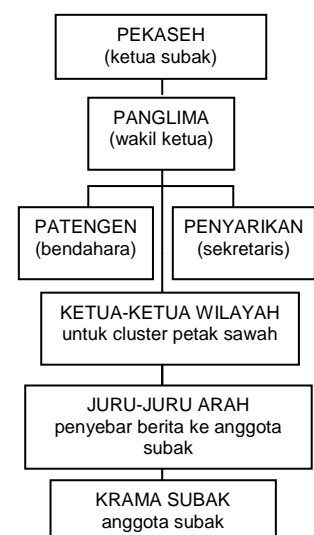 PEKASEH
(ketua subak)
PANGLIMA
(wakil ketua)
PATENGEN
(bendahara)
PENYARIKAN
(sekretaris)
KETUA-KETUA WILAYAH
untuk cluster petak sawah
JURU-JURU ARAH
penyebar berita ke anggota
subak
KRAMA SUBAK
anggota subak